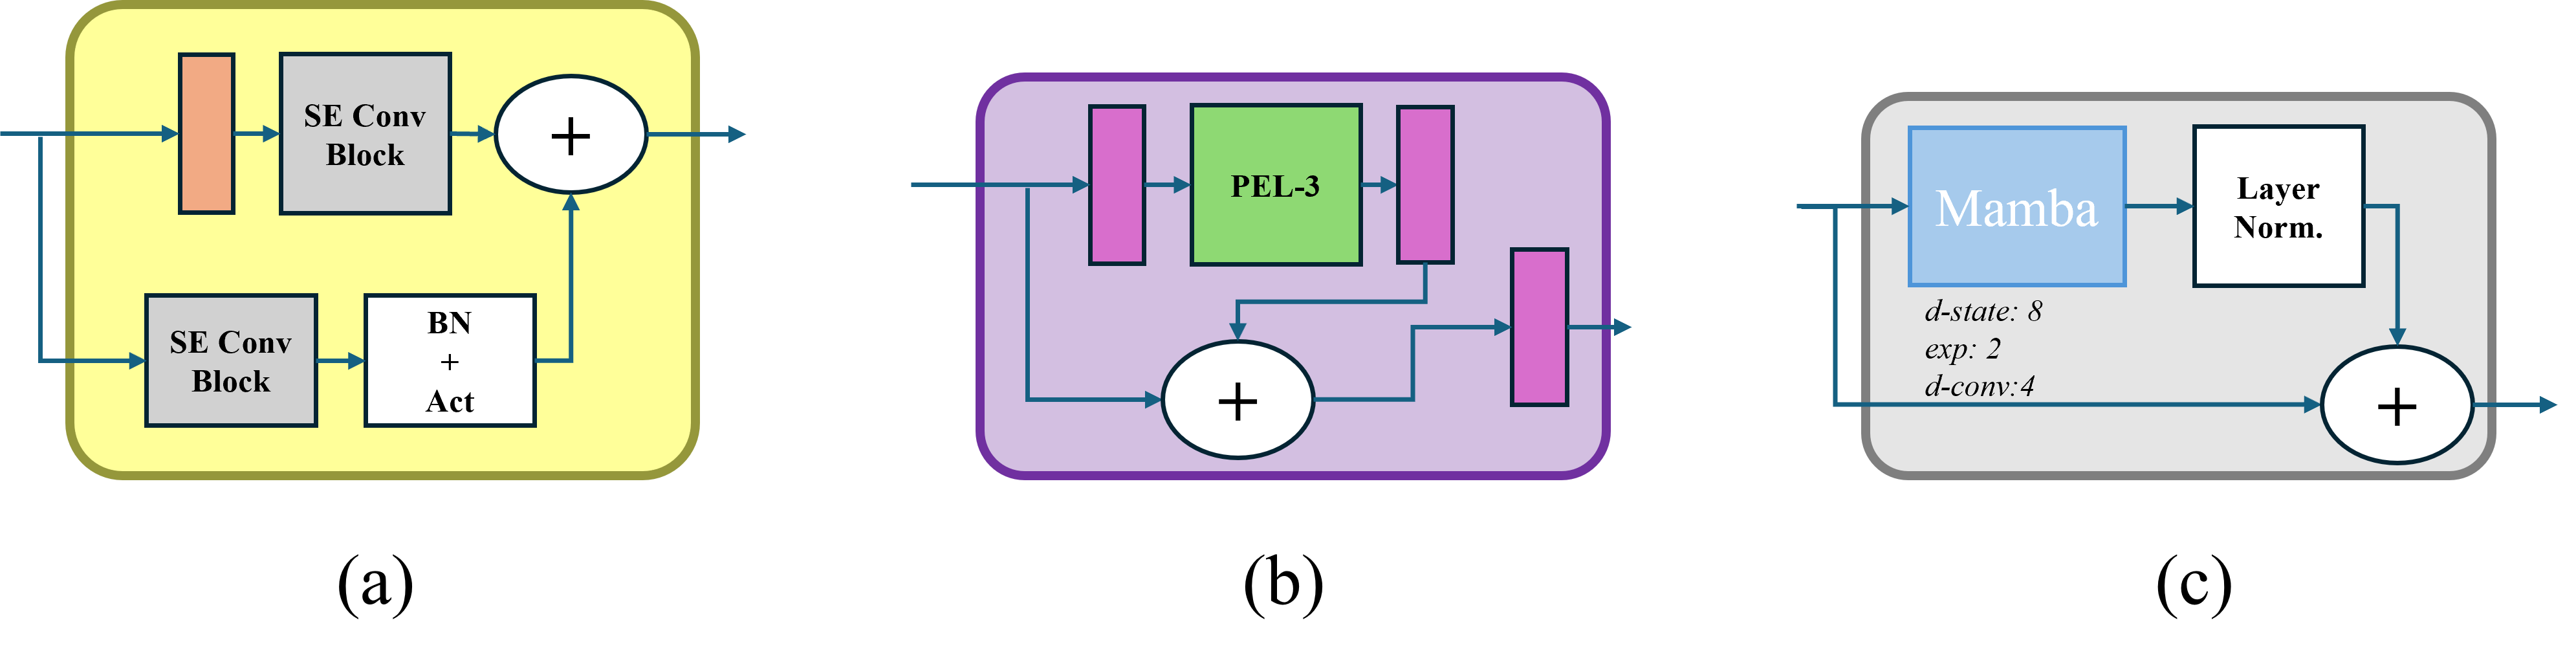 SE Conv
Block
+
SE Conv
Block
BN
+
Act
(a)
PEL-3
+
(b)
Mamba
Layer
Norm.
d-state: 8
exp: 2
d-conv:4
+
(c)